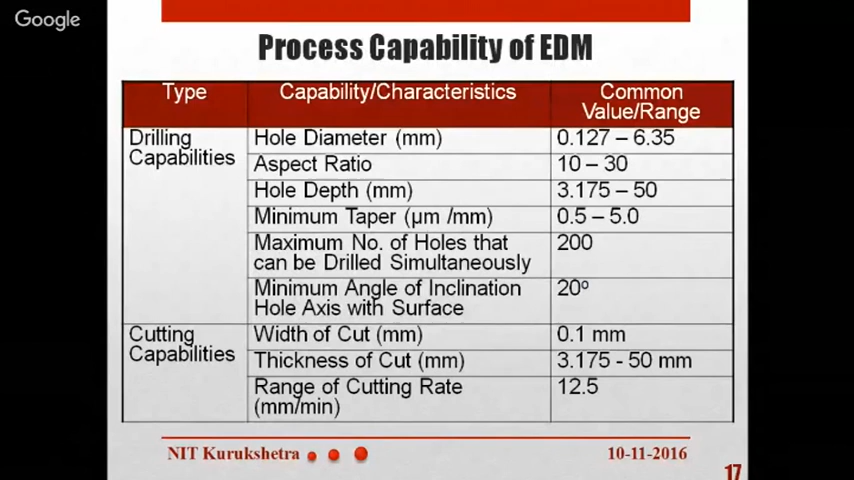 Google
Process Capability of EDM
Type Capability/Characteristics Common
Value/Range
Drilling Hole Diameter (mm) 0.127 – 6.35
Capabilities Aspect Ratio 10 – 30
Hole Depth (mm) 3.175 – 50
Minimum Taper (μm /mm) 0.5 – 5.0
Maximum No. of Holes that 200
can be Drilled Simultaneously
Minimum Angle of Inclination 20º
Hole Axis with Surface
Cutting Width of Cut (mm) 0.1 mm
Capabilities Thickness of Cut (mm) 3.175 - 50 mm
Range of Cutting Rate 12.5
(mm/min)
NIT Kurukshetra 10-11-2016
17